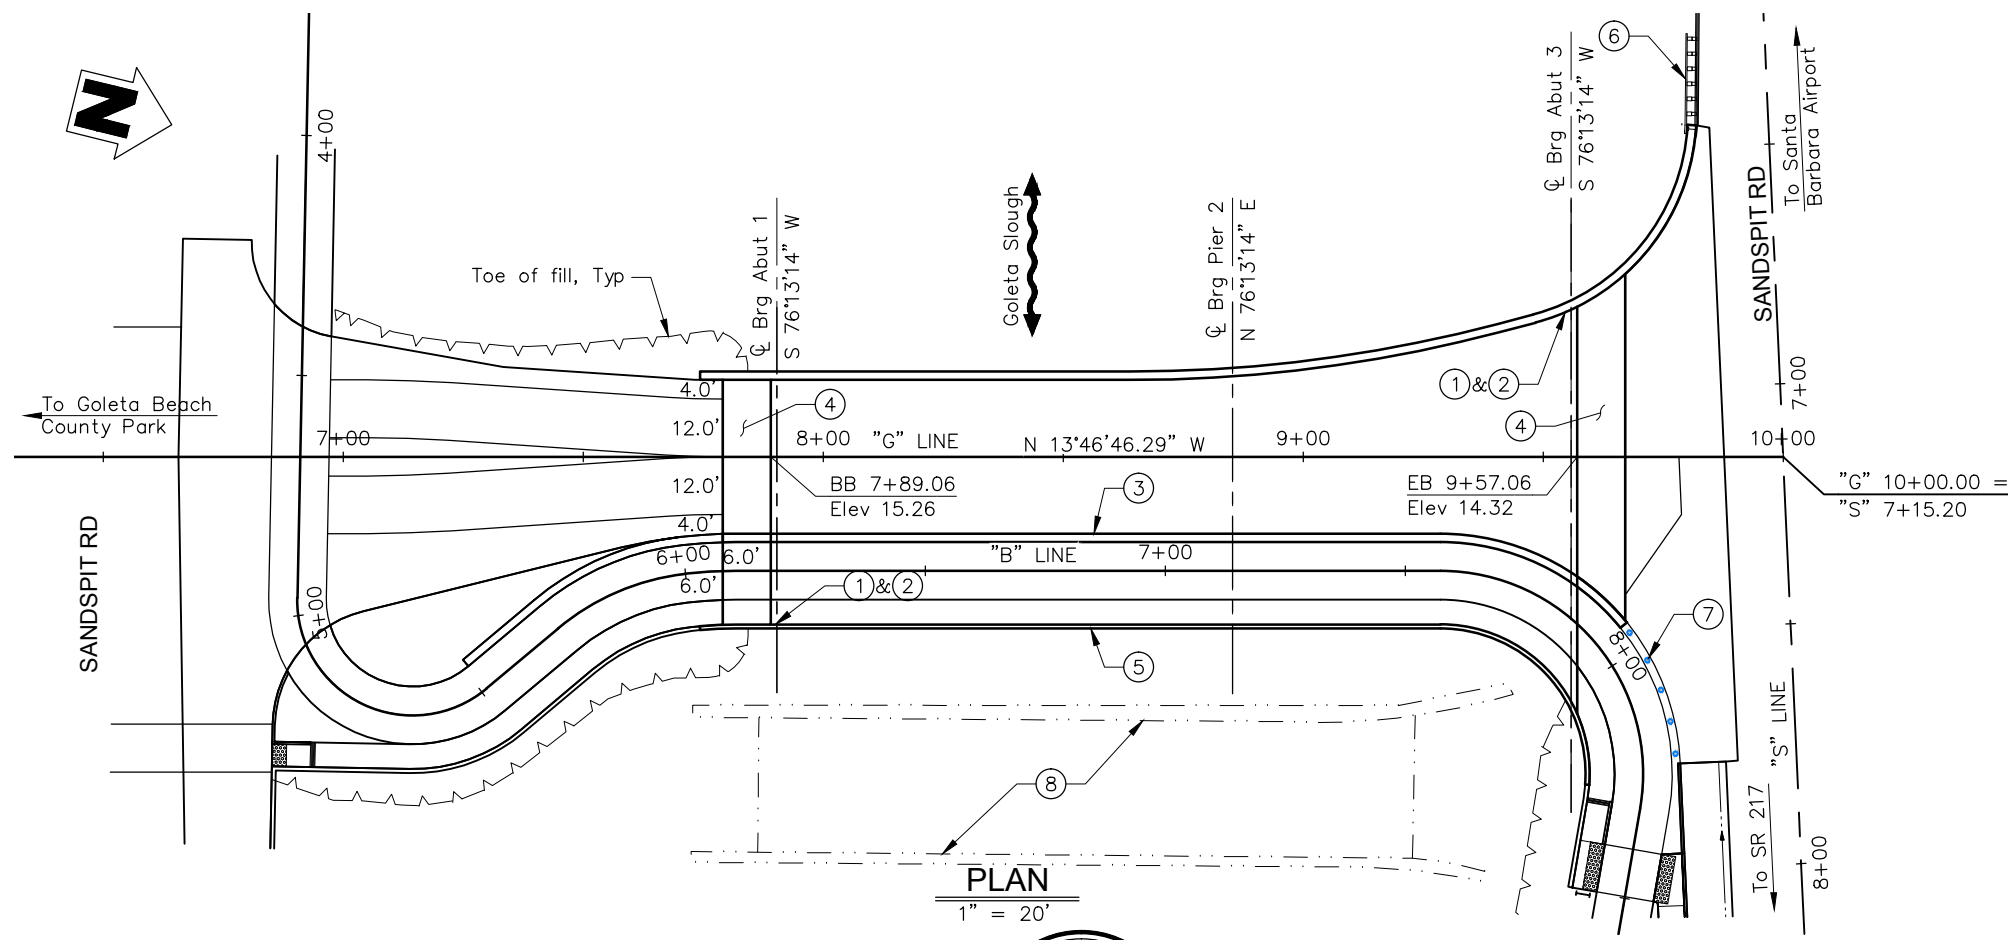 N
4+00
℄ Brg Abut 1
S 76°13'14" W
Goleta Slough
℄ Brg Pier 2
N 76°13'14" E
℄ Brg Abut 3
S 76°13'14" W
6
To Santa
Barbara Airport
SANDSPIT RD
Toe of fill, Typ
7+00
To Goleta Beach
County Park
7+00
4.0'
12.0'
4
8+00
"G" LINE
N 13°46'46.29" W
9+00
1&2
4
10+00
12.0'
4.0'
BB 7+89.06
Elev 15.26
3
EB 9+57.06
Elev 14.32
"G" 10+00.00 =
"S" 7+15.20
SANDSPIT RD
5+00
6+00
6.0'
6.0'
"B" LINE
7+00
1&2
5
8+00
7
"S" LINE
8
To SR 217
8+00
PLAN
1" = 20'